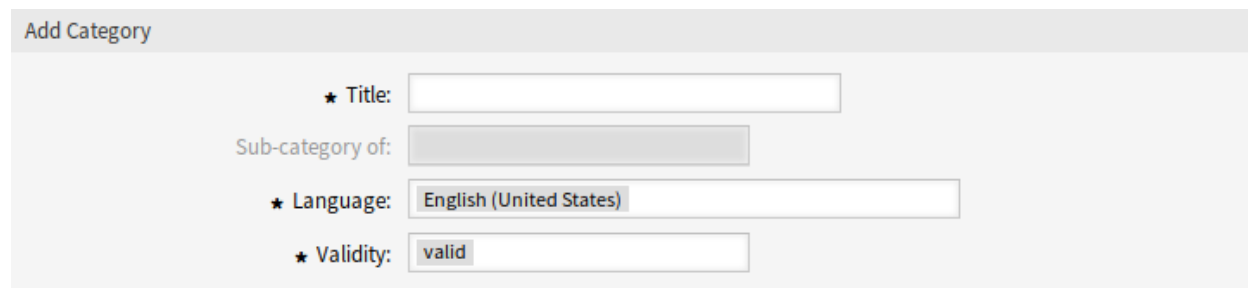 Add Category
★ Title:
Sub-category of:
★ Language: English (United States)
★ Validity: valid